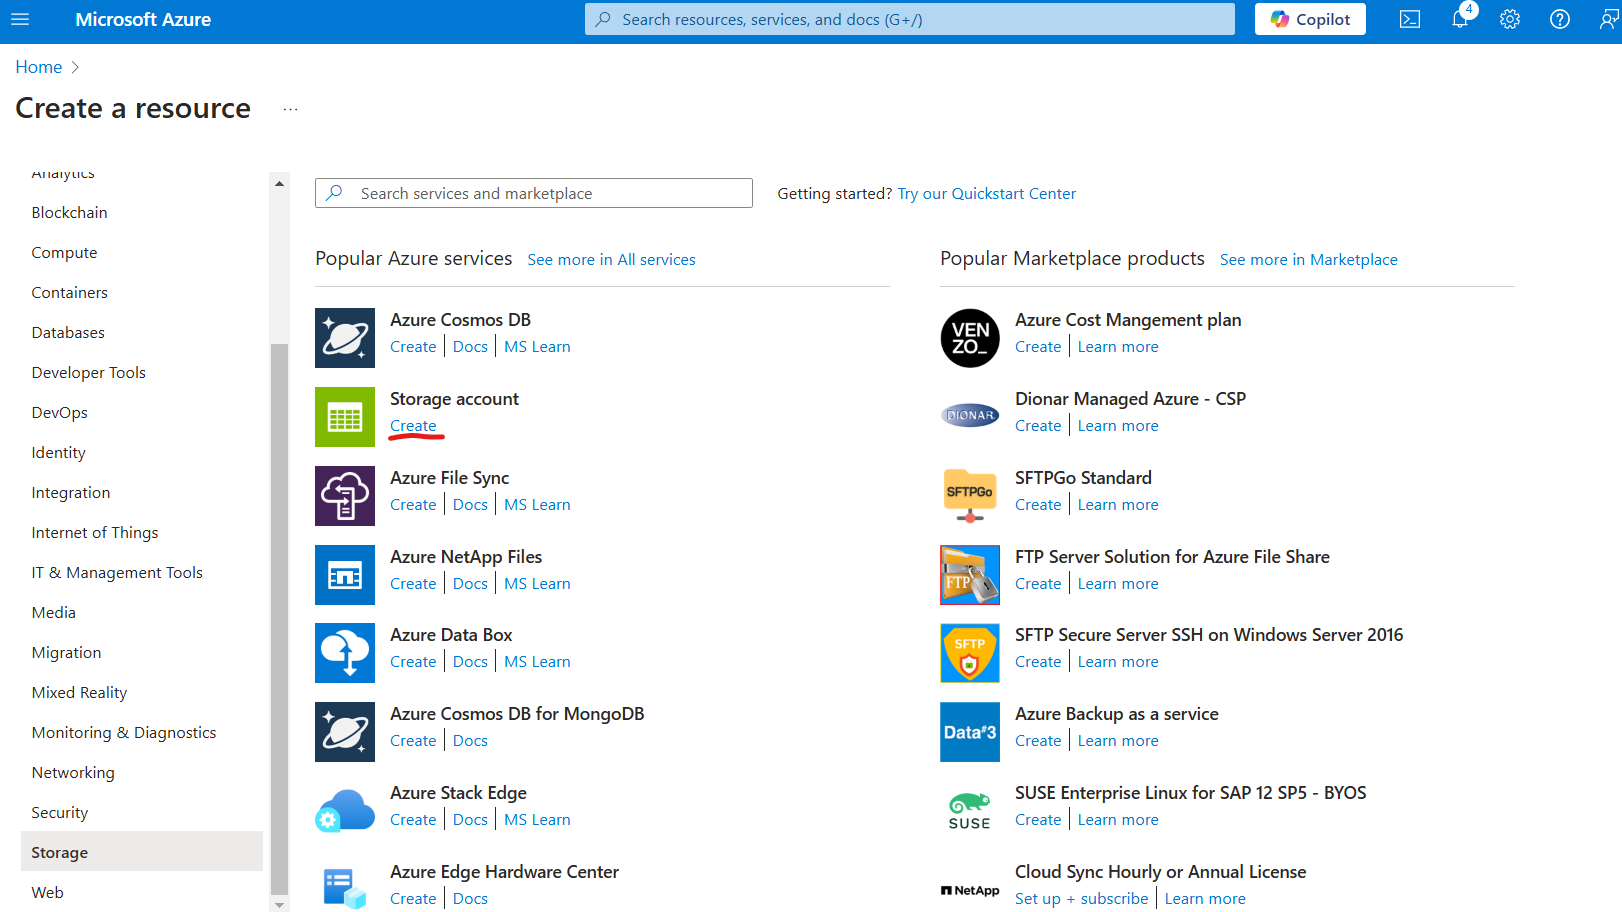 Microsoft Azure
Search resources, services, and docs (G+/)
Copilot
4
Home
Create a resource
...
Analytics
Blockchain
Compute
Containers
Databases
Developer Tools
DevOps
Identity
Integration
Internet of Things
IT & Management Tools
Media
Migration
Mixed Reality
Monitoring & Diagnostics
Networking
Security
Storage
Web
Search services and marketplace
Getting started? Try our Quickstart Center
Popular Azure services See more in All services
Azure Cosmos DB
Create | Docs | MS Learn
Storage account
Create
Azure File Sync
Create | Docs | MS Learn
Azure NetApp Files
Create | Docs | MS Learn
Azure Data Box
Create | Docs | MS Learn
Azure Cosmos DB for MongoDB
Create | Docs
Azure Stack Edge
Create | Docs | MS Learn
Azure Edge Hardware Center
Create | Docs
Popular Marketplace products See more in Marketplace
VEN
ZO_
Azure Cost Mangement plan
Create | Learn more
DIONAR
Dionar Managed Azure - CSP
Create | Learn more
SFTPGo
SFTPGo Standard
Create | Learn more
FTP
FTP Server Solution for Azure File Share
Create | Learn more
SFTP
SFTP Secure Server SSH on Windows Server 2016
Create | Learn more
Data#3
Azure Backup as a service
Create | Learn more
SUSE
SUSE Enterprise Linux for SAP 12 SP5 - BYOS
Create | Learn more
NetApp
Cloud Sync Hourly or Annual License
Set up + subscribe | Learn more